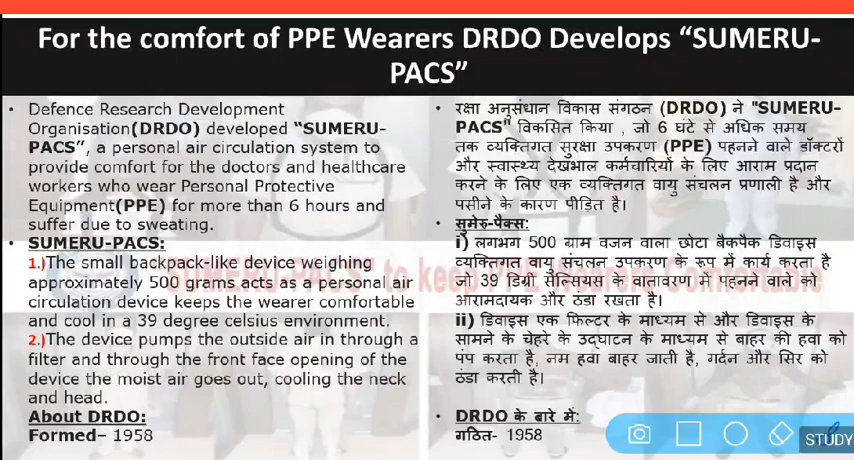 For the comfort of PPE Wearers DRDO Develops “SUMERU-
PACS”
• Defence Research Development
Organisation(DRDO) developed “SUMERU-
PACS”, a personal air circulation system to
provide comfort for the doctors and healthcare
workers who wear Personal Protective
Equipment(PPE) for more than 6 hours and
suffer due to sweating.
• SUMERU-PACS:
1.)The small backpack-like device weighing
approximately 500 grams acts as a personal air
circulation device keeps the wearer comfortable
and cool in a 39 degree celsius environment.
2.)The device pumps the outside air in through a
filter and through the front face opening of the
device the moist air goes out, cooling the neck
and head.
About DRDO:
Formed– 1958
• रक्षा अनुसंधान विकास संगठन (DRDO) ने "SUMERU-
PACS" विकसित किया , जो 6 घंटे से अधिक समय
तक व्यक्तिगत सुरक्षा उपकरण (PPE) पहनने वाले डॉक्टरों
और स्वास्थ्य देखभाल कर्मचारियों के लिए आराम प्रदान
करने के लिए एक व्यक्तिगत वायु संचलन प्रणाली है और
पसीने के कारण पीड़ित है।
• सुमेरु-पैक्स:
i) लगभग 500 ग्राम वजन वाला छोटा बैकपैक डिवाइस
व्यक्तिगत वायु संचलन उपकरण के रूप में कार्य करता है
जो 39 डिग्री सेल्सियस के वातावरण में पहनने वाले को
आरामदायक और ठंडा रखता है।
ii) डिवाइस एक फिल्टर के माध्यम से और डिवाइस के
सामने के चेहरे के उद्घाटन के माध्यम से बाहर की हवा को
पंप करता है, नम हवा बाहर जाती है, गर्दन और सिर को
ठंडा करती है।
• DRDO के बारे में:
गठित- 1958
STUDY